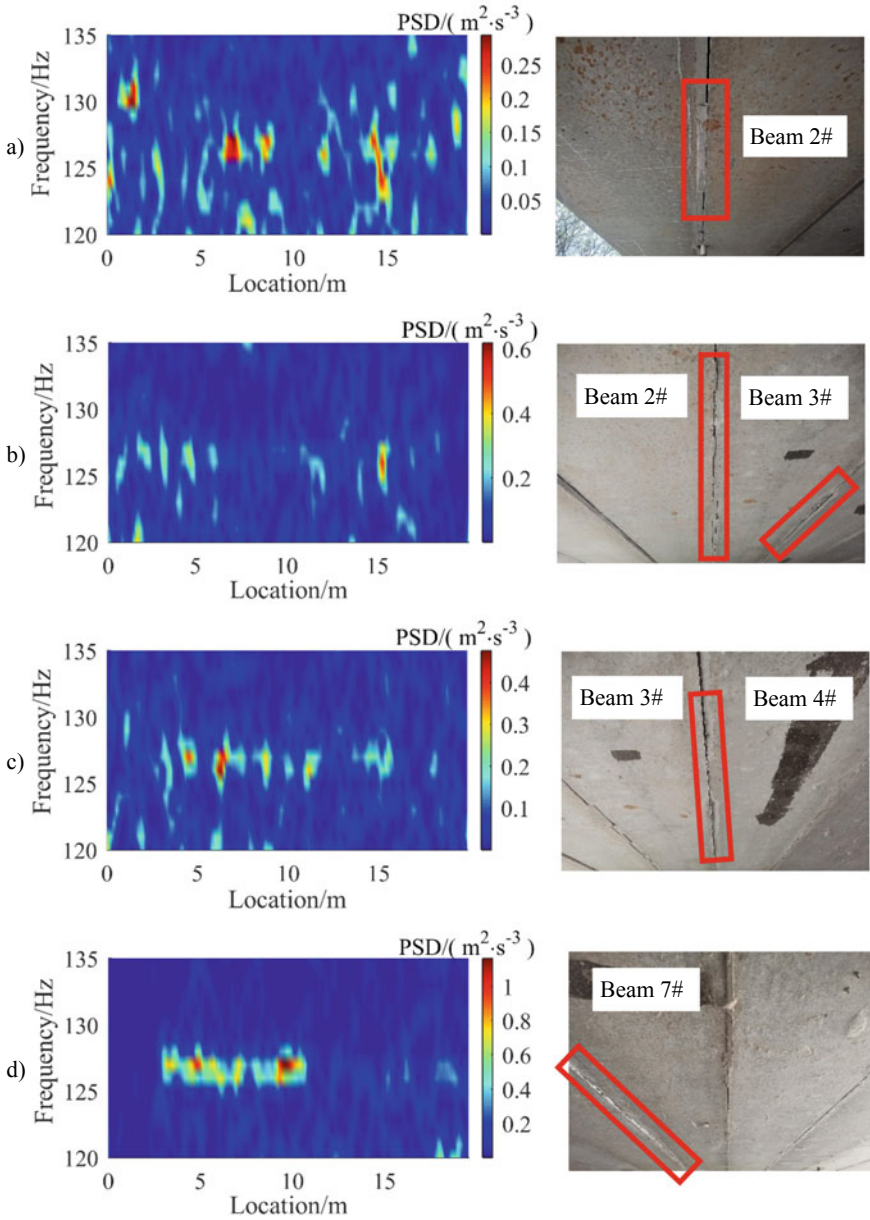 PSD/( m²·s⁻³)
135
130
125
120
Frequency/Hz
0
5
10
15
Location/m
0.25
0.20
0.15
0.10
0.05
a)
Beam 2#
PSD/( m²·s⁻³)
135
130
125
120
Frequency/Hz
0
5
10
15
Location/m
0.6
0.4
0.2
b)
Beam 2#
Beam 3#
PSD/( m²·s⁻³)
135
130
125
120
Frequency/Hz
0
5
10
15
Location/m
0.4
0.3
0.2
0.1
c)
Beam 3#
Beam 4#
PSD/( m²·s⁻³)
135
130
125
120
Frequency/Hz
0
5
10
15
Location/m
1
0.8
0.6
0.4
0.2
d)
Beam 7#